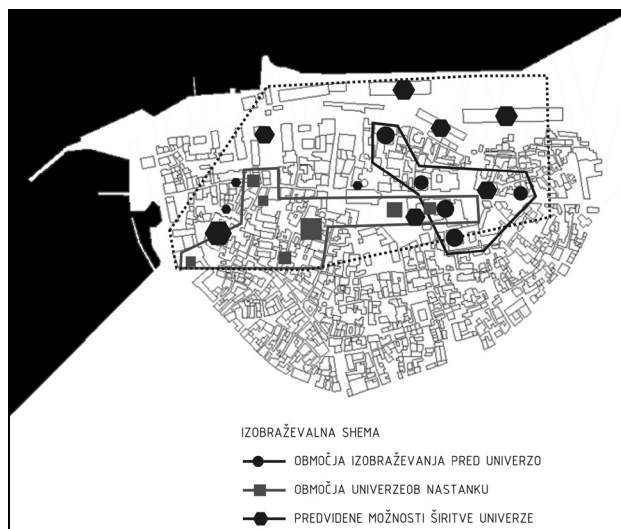 IZOBRAŽEVALNA SHEMA
OBMOČJA IZOBRAŽEVANJA PRED UNIVERZO
OBMOČJA UNIVERZEOB NASTANKU
PREDVIDENE MOŽNOSTI ŠIRITVE UNIVERZE